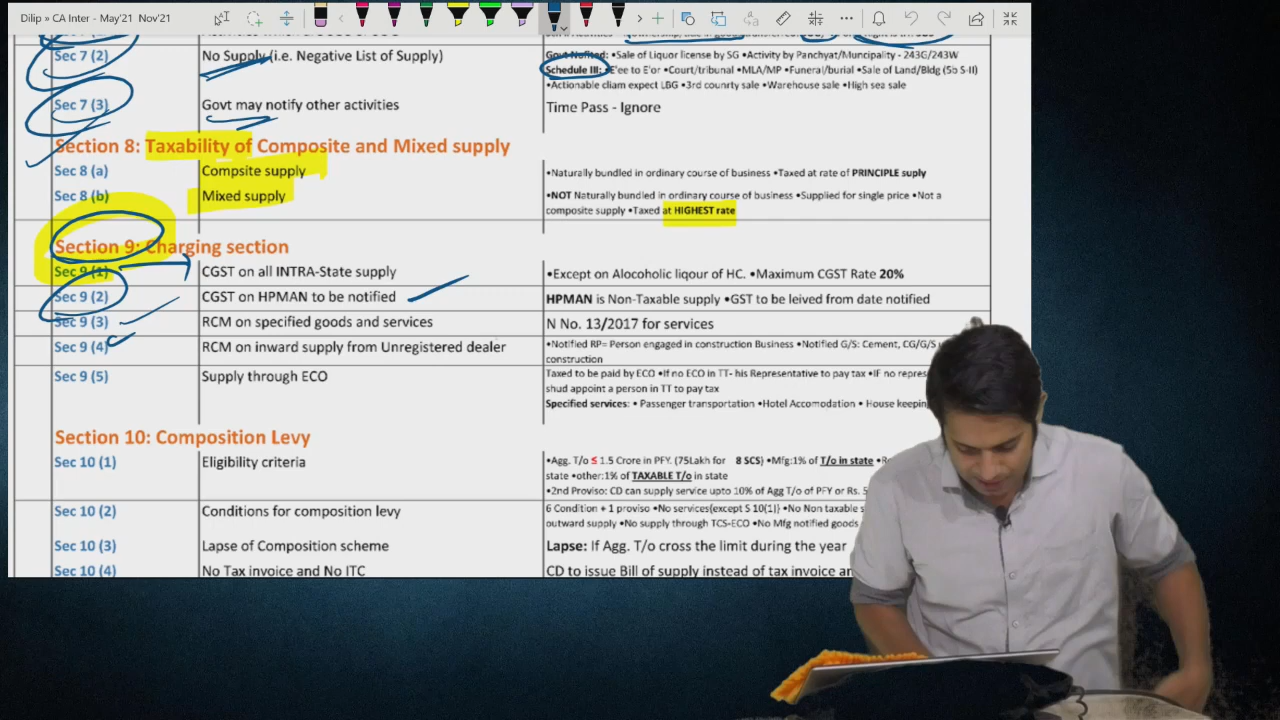 Dilip » CA Inter - May'21 Nov'21
Sec 7 (2) No Supply (i.e. Negative List of Supply) Govt Nofited: •Sale of Liquor license by SG •Activity by Panchyat/Muncipality - 243G/243W
Schedule III: •E'ee to E'or •Court/tribunal •MLA/MP •Funeral/burial •Sale of Land/Bldg (5b S-II)
•Actionable cliam expect LBG •3rd counrty sale •Warehouse sale •High sea sale
Sec 7 (3) Govt may notify other activities Time Pass - Ignore
Section 8: Taxability of Composite and Mixed supply
Sec 8 (a) Compsite supply •Naturally bundled in ordinary course of business •Taxed at rate of PRINCIPLE suply
Sec 8 (b) Mixed supply •NOT Naturally bundled in ordinary course of business •Supplied for single price •Not a
composite supply •Taxed at HIGHEST rate
Section 9: Charging section
Sec 9 (1) CGST on all INTRA-State supply •Except on Alocoholic liqour of HC. •Maximum CGST Rate 20%
Sec 9 (2) CGST on HPMAN to be notified HPMAN is Non-Taxable supply •GST to be leived from date notified
Sec 9 (3) RCM on specified goods and services N No. 13/2017 for services
Sec 9 (4) RCM on inward supply from Unregistered dealer •Notified RP= Person engaged in construction Business •Notified G/S: Cement, CG/G/S
construction
Sec 9 (5) Supply through ECO Taxed to be paid by ECO •If no ECO in TT- his Representative to pay tax •IF no
shud appoint a person in TT to pay tax
Specified services: • Passenger transportation •Hotel Accomodation • House
Section 10: Composition Levy
Sec 10 (1) Eligibility criteria •Agg. T/o ≤ 1.5 Crore in PFY. (75Lakh for 8 SCS) •Mfg:1% of T/o in state
state •other:1% of TAXABLE T/o in state
•2nd Proviso: CD can supply service upto 10% of Agg T/o of PFY or Rs.
Sec 10 (2) Conditions for composition levy 6 Condition + 1 proviso •No services(except S 10(1)) •No Non taxable
outward supply •No supply through TCS-ECO •No Mfg notified goods
Sec 10 (3) Lapse of Composition scheme Lapse: If Agg. T/o cross the limit during the year
Sec 10 (4) No Tax invoice and No ITC CD to issue Bill of supply instead of tax invoice